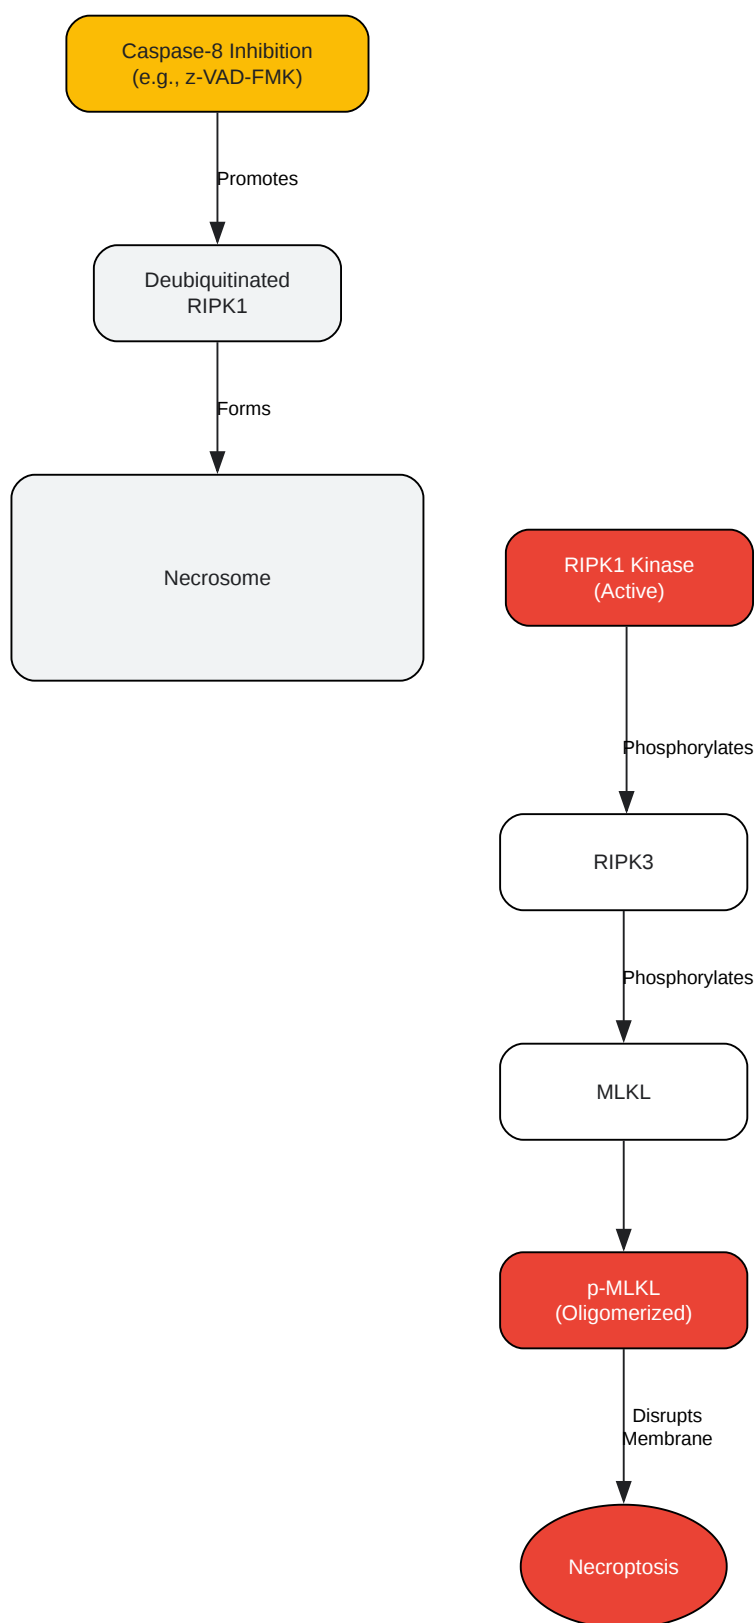 Caspase-8 Inhibition
(e.g., z-VAD-FMK)
Promotes
Deubiquitinated
RIPK1
Forms
Necrosome
RIPK1 Kinase
(Active)
Phosphorylates
RIPK3
Phosphorylates
MLKL
p-MLKL
(Oligomerized)
Disrupts
Membrane
Necroptosis